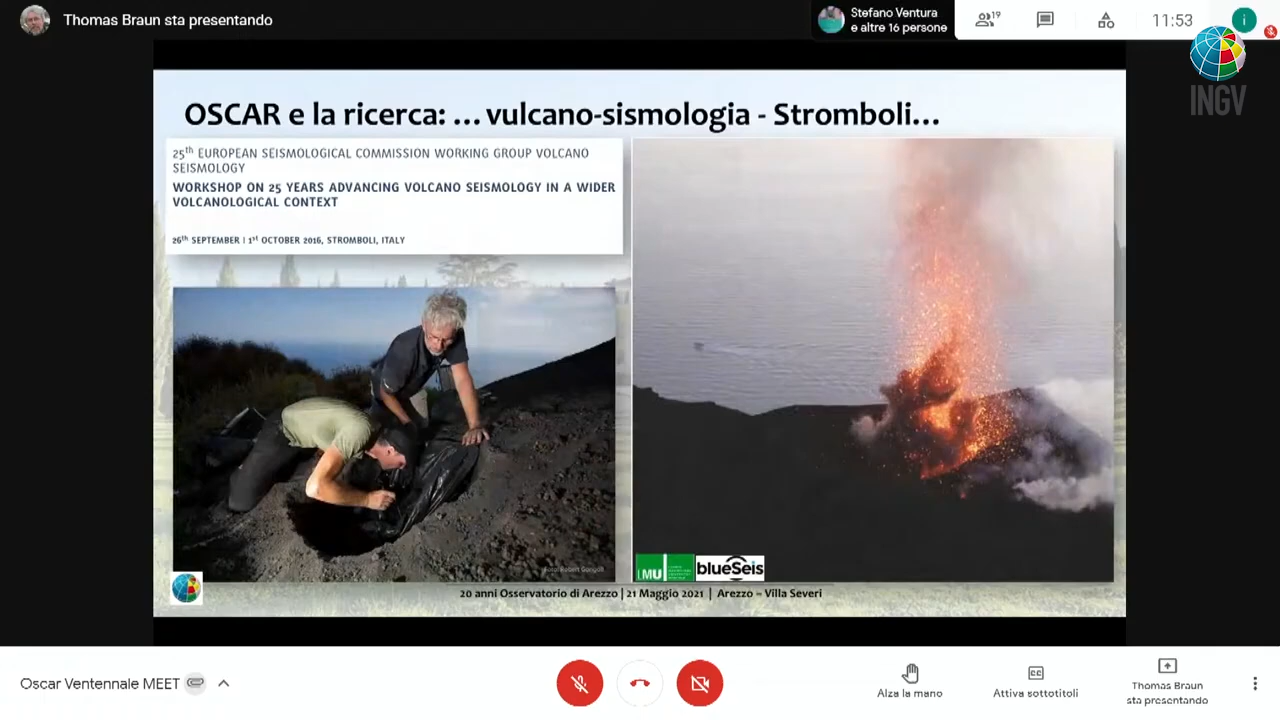 Thomas Braun sta presentando
Stefano Ventura
e altre 16 persone
19
11:53
i
INGV
OSCAR e la ricerca: ... vulcano-sismologia - Stromboli...
25th EUROPEAN SEISMOLOGICAL COMMISSION WORKING GROUP VOLCANO
SEISMOLOGY
WORKSHOP ON 25 YEARS ADVANCING VOLCANO SEISMOLOGY IN A WIDER
VOLCANOLOGICAL CONTEXT
26th SEPTEMBER | 1st OCTOBER 2016, STROMBOLI, ITALY
LMU
blueSeis
20 anni Osservatorio di Arezzo | 21 Maggio 2021 | Arezzo – Villa Severi
Oscar Ventennale MEET
Alza la mano
Attiva sottotitoli
Thomas Braun
sta presentando